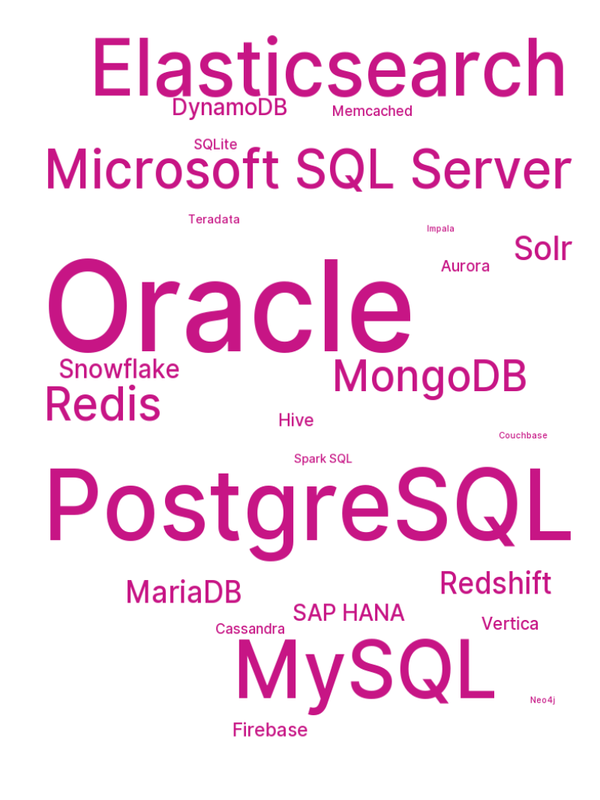 Elasticsearch
DynamoDB
Memcached
SQLite
Microsoft SQL Server
Teradata
Impala
Solr
Aurora
Oracle
Snowflake
MongoDB
Redis
Hive
Couchbase
Spark SQL
PostgreSQL
Redshift
MariaDB
SAP HANA
Vertica
Cassandra
MySQL
Neo4j
Firebase